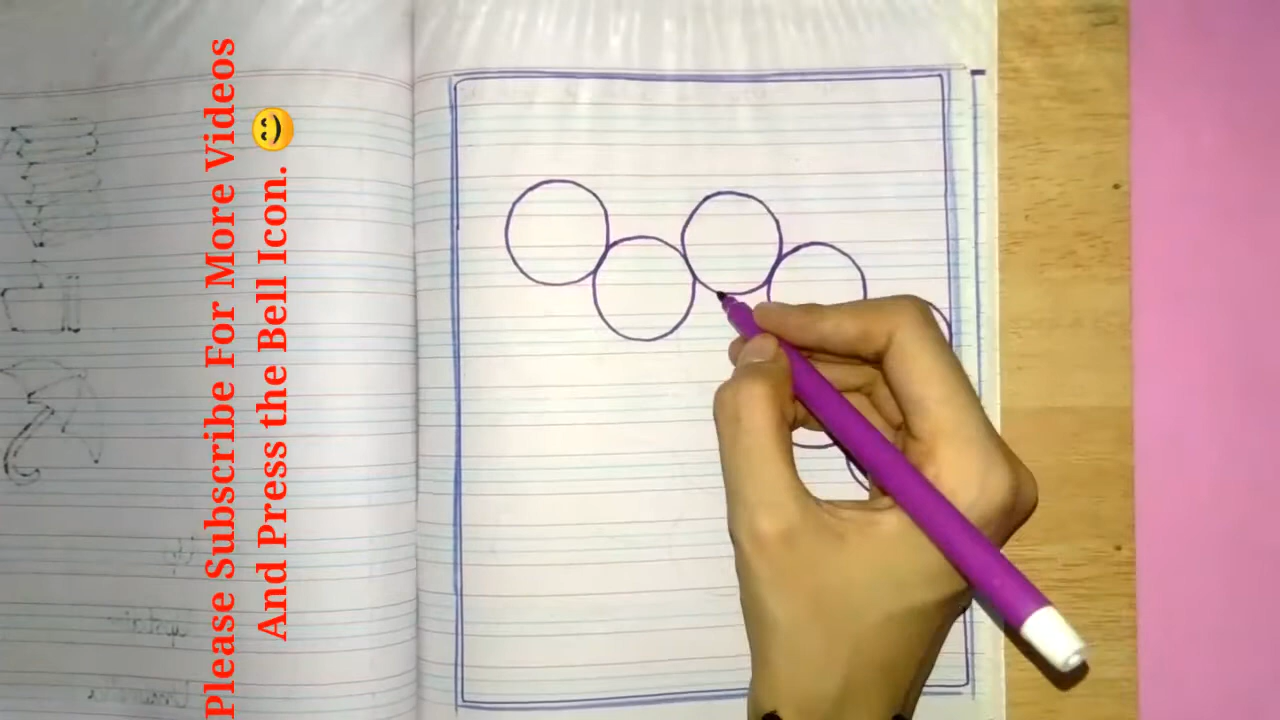 Please Subscribe For More Videos
And Press the Bell Icon. 😊